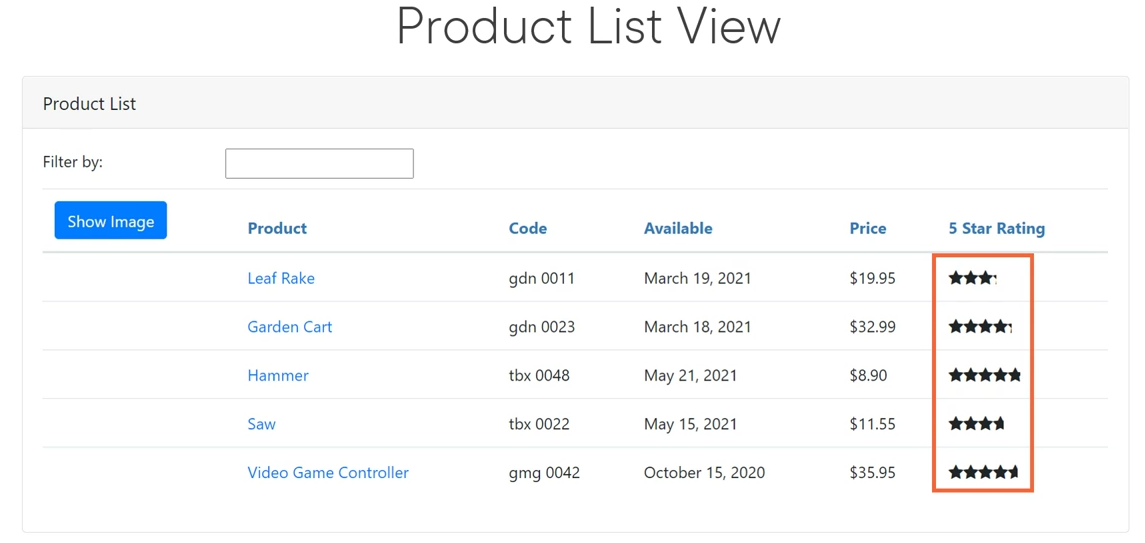 Product List View
Product List
Filter by:
Show Image Product Code Available Price 5 Star Rating
Leaf Rake gdn 0011 March 19, 2021 $19.95
Garden Cart gdn 0023 March 18, 2021 $32.99
Hammer tbx 0048 May 21, 2021 $8.90
Saw tbx 0022 May 15, 2021 $11.55
Video Game Controller gmg 0042 October 15, 2020 $35.95